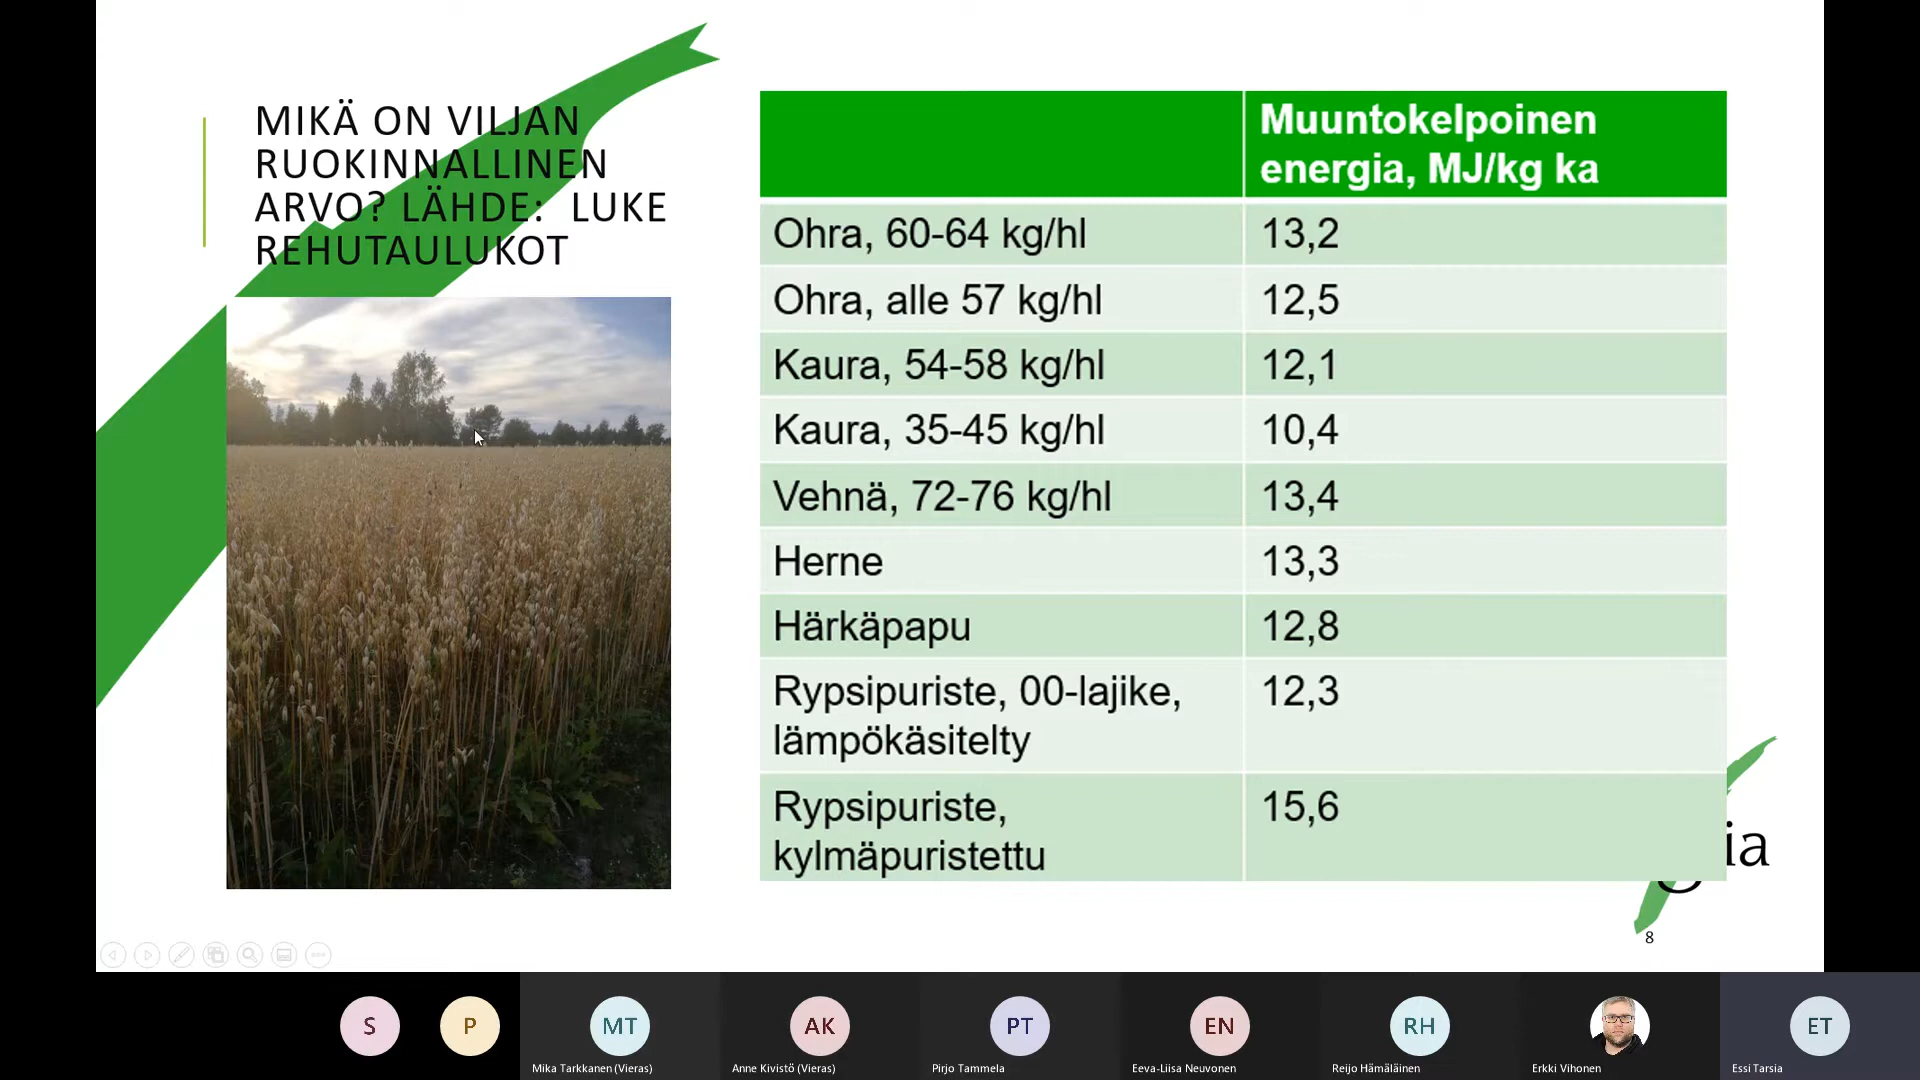 MIKÄ ON VILJAN
RUOKINNALLINEN
ARVO? LÄHDE:  LUKE
REHUTAULUKOT
Muuntokelpoinen
energia, MJ/kg ka
Ohra, 60-64 kg/hl 13,2
Ohra, alle 57 kg/hl 12,5
Kaura, 54-58 kg/hl 12,1
Kaura, 35-45 kg/hl 10,4
Vehnä, 72-76 kg/hl 13,4
Herne 13,3
Härkäpapu 12,8
Rypsipuriste, 00-lajike, 12,3
lämpökäsitelty
Rypsipuriste, 15,6
kylmäpuristettu
ia
8
S P MT AK PT EN RH ET
Mika Tarkkanen (Vieras) Anne Kivistö (Vieras) Pirjo Tammela Eeva-Liisa Neuvonen Reijo Hämäläinen Erkki Vihonen Essi Tarsia